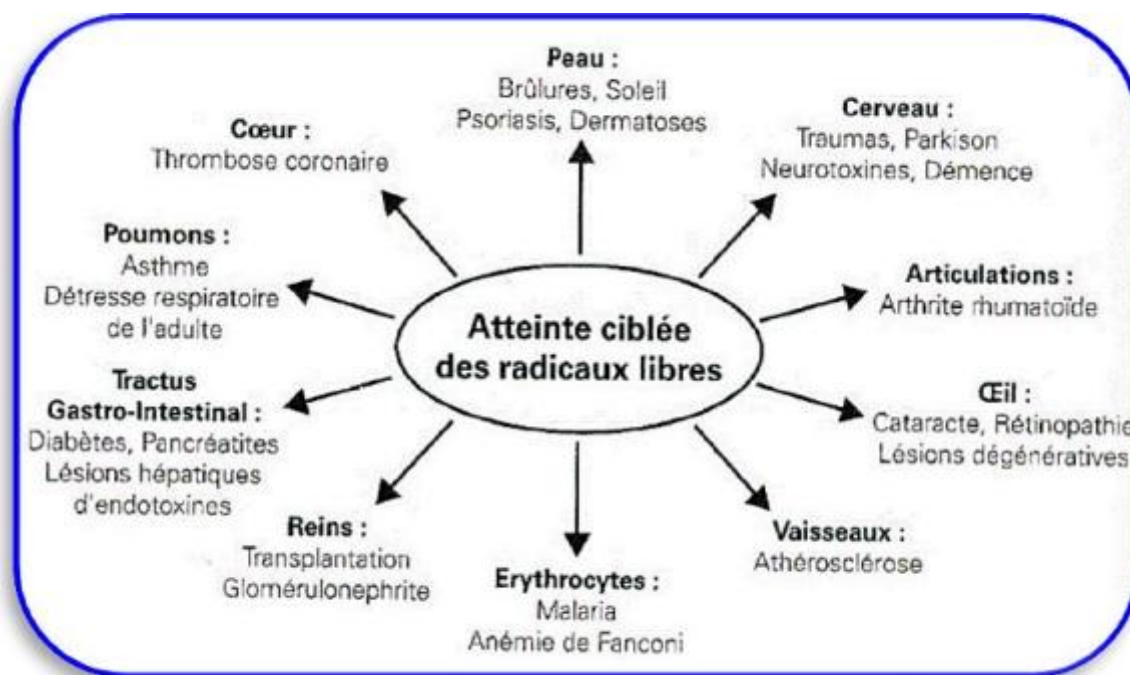 Peau :
Brûlures, Soleil
Psoriasis, Dermatoses
Cœur :
Thrombose coronaire
Cerveau :
Traumas, Parkison
Neurotoxines, Démence
Poumons :
Asthme
Détresse respiratoire
de l'adulte
Articulations :
Arthrite rhumatoïde
Atteinte ciblée
des radicaux libres
Tractus
Gastro-Intestinal :
Diabètes, Pancréatites
Lésions hépatiques
d'endotoxines
Œil :
Cataracte, Rétinopathie
Lésions dégénératives
Reins :
Transplantation
Glomérulonephrite
Vaisseaux :
Athérosclérose
Erythrocytes :
Malaria
Anémie de Fanconi